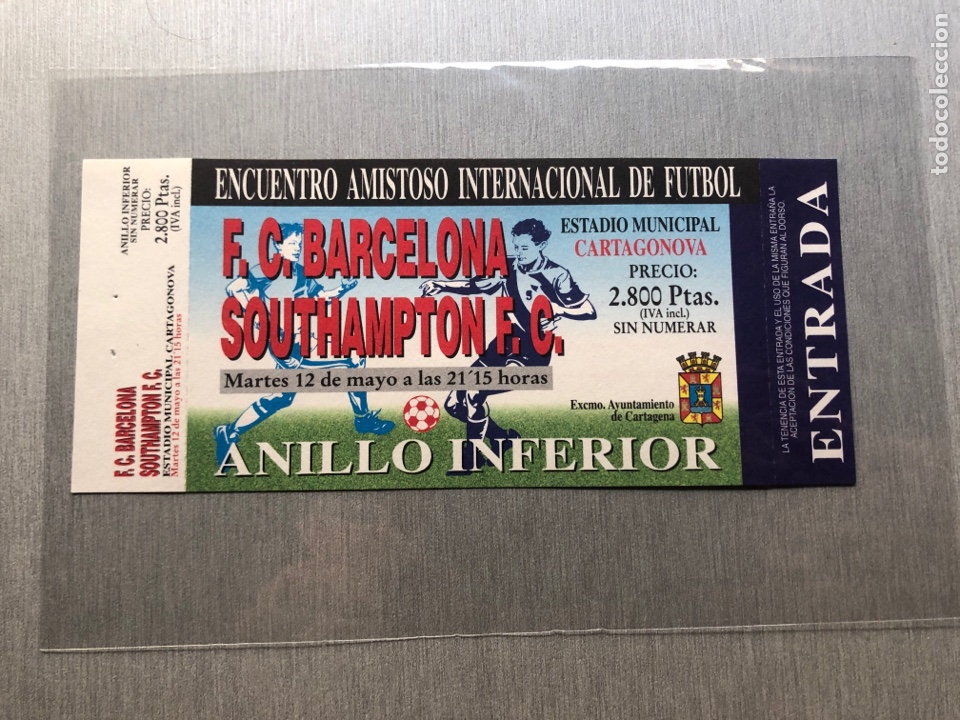 ENCUENTRO AMISTOSO INTERNACIONAL DE FUTBOL
F. C. BARCELONA
SOUTHAMPTON F. C.
Martes 12 de mayo a las 21´15 horas
ESTADIO MUNICIPAL
CARTAGONOVA
PRECIO:
2.800 Ptas.
(IVA incl.)
SIN NUMERAR
Excmo. Ayuntamiento
de Cartagena
ANILLO INFERIOR
ANILLO INFERIOR
SIN NUMERAR
PRECIO:
2.800 Ptas.
(IVA incl.)
F. C. BARCELONA
SOUTHAMPTON F. C.
ESTADIO MUNICIPAL CARTAGONOVA
Martes 12 de mayo a las 21´15 horas
LA TENENCIA DE ESTA ENTRADA Y EL USO DE LA MISMA ENTRAÑA LA
ACEPTACION DE LAS CONDICIONES QUE FIGURAN AL DORSO.
ENTRADA
todocoleccion